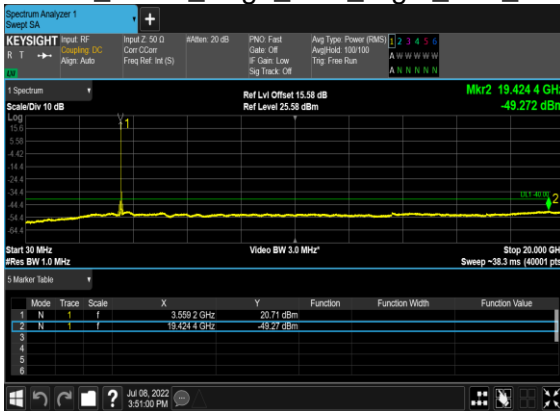 Spectrum Analyzer 1
Swept SA
+
KEYSIGHT Input: RF Input Z: 50 Ω #Atten: 20 dB PNO: Fast Avg Type: Power (RMS) 1 2 3 4 5 6
R T Coupling: DC Corr CCorr Gate: Off Avg|Hold: 100/100 A W W W W W
Align: Auto Freq Ref: Int (S) IF Gain: Low Trig: Free Run
Sig Track: Off A N N N N N
LXI
1 Spectrum Ref Lvl Offset 15.58 dB Mkr2 19.424 4 GHz
Scale/Div 10 dB Ref Level 25.58 dBm -49.272 dBm
Log
15.6
5.58
-4.42
-14.4
-24.4
-34.4
-44.4
-54.4
-64.4
1
2
Start 30 MHz Video BW 3.0 MHz* Stop 20.000 GH
#Res BW 1.0 MHz Sweep ~38.3 ms (40001 pts
5 Marker Table
Mode Trace Scale X Y Function Function Width Function Value
1 N 1 f 3.559 2 GHz 20.71 dBm
2 N 1 f 19.424 4 GHz -49.27 dBm
3
4
5
6
? Jul 08, 2022
3:51:00 PM